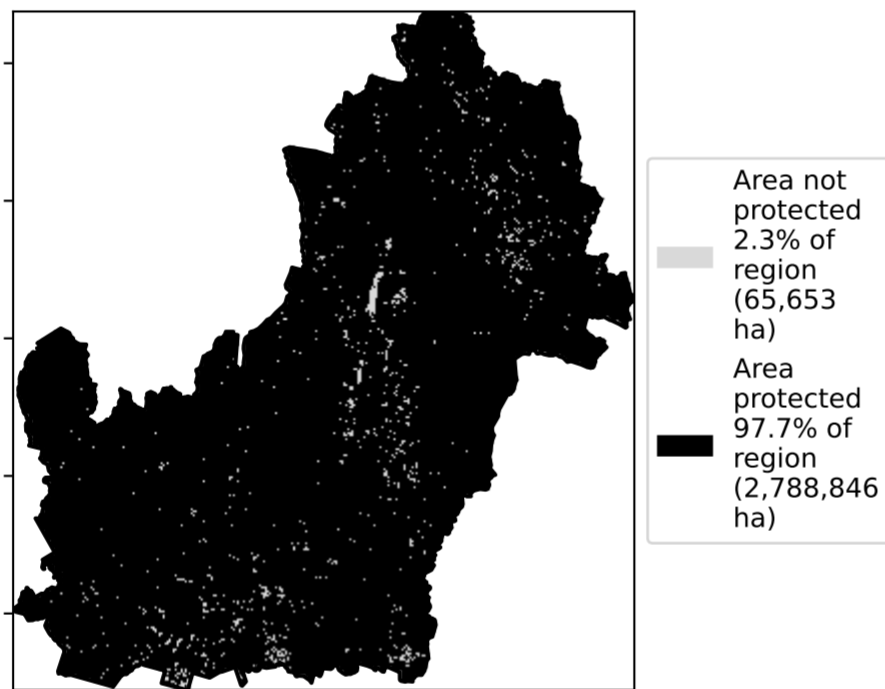 Area not
protected
2.3% of
region
(65,653
ha)
Area
protected
97.7% of
region
(2,788,846
ha)